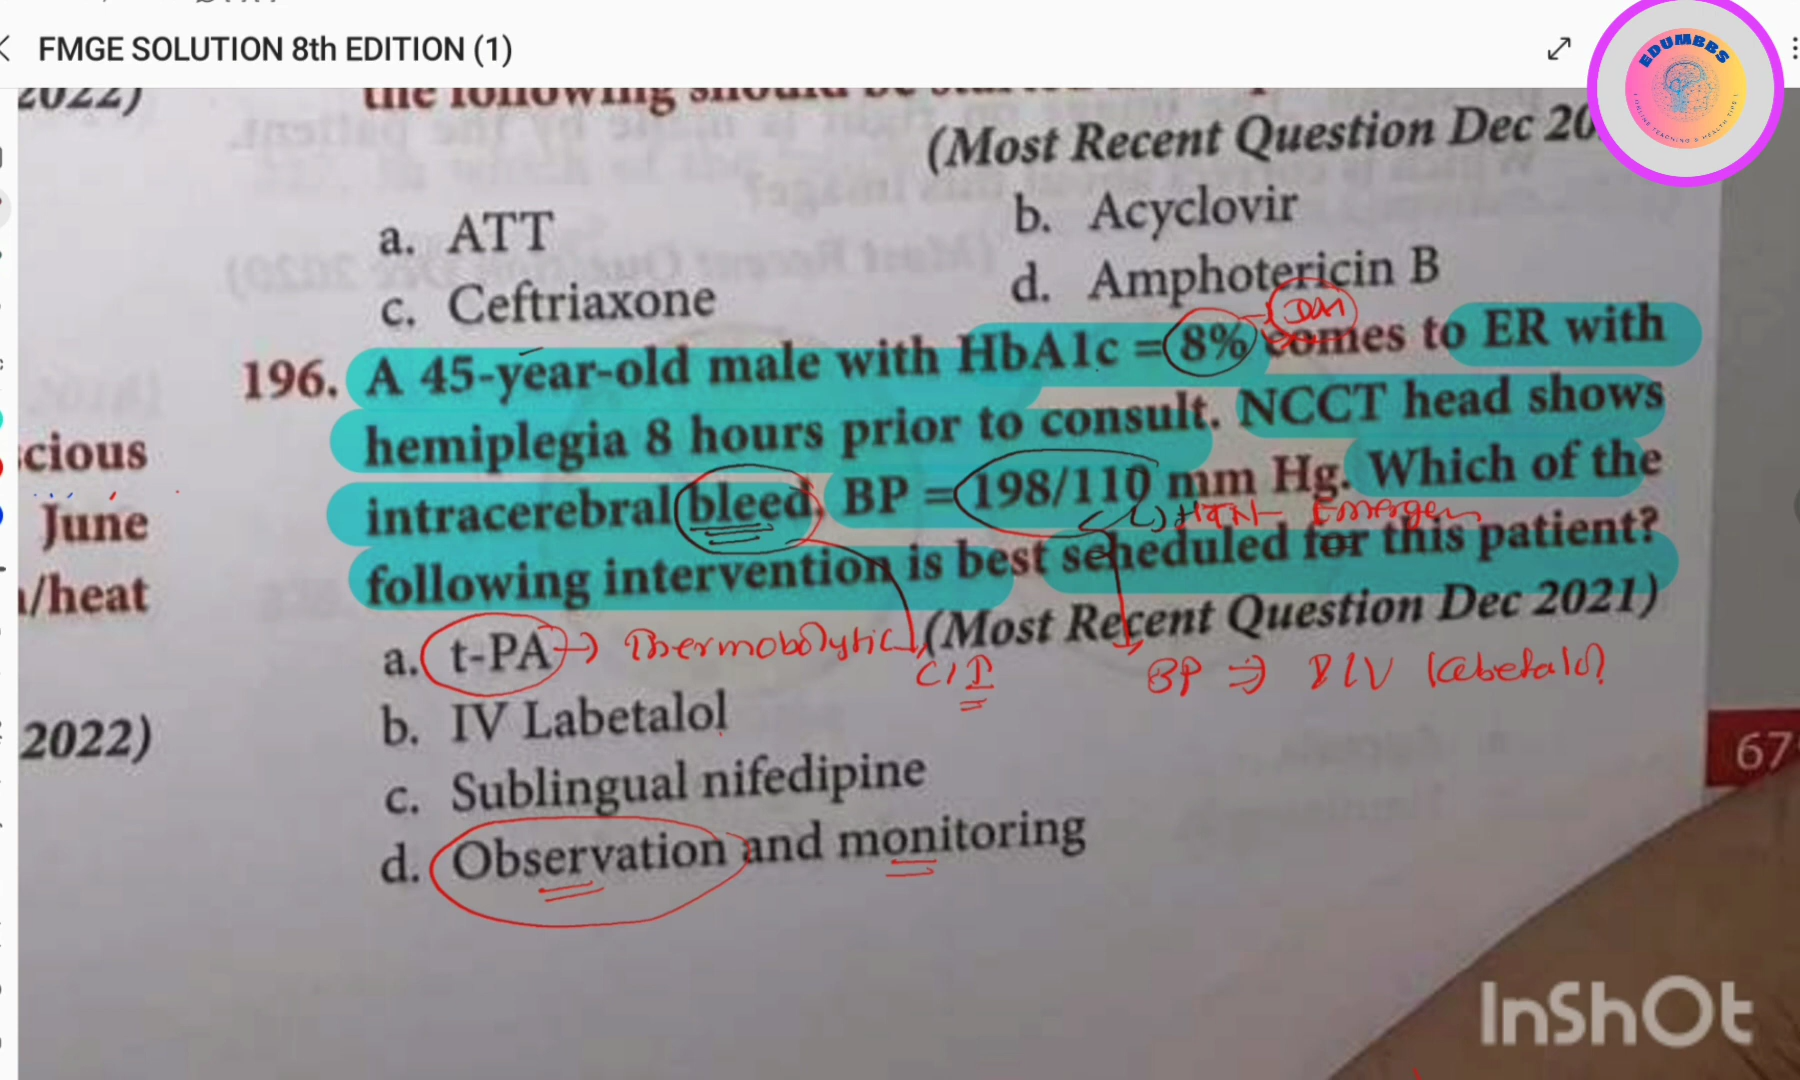 FMGE SOLUTION 8th EDITION (1)
EDUMBBS
2022)
(Most Recent Question Dec 20
a. ATT
b. Acyclovir
c. Ceftriaxone
d. Amphotericin B
DM
196. A 45-year-old male with HbA1c = 8% comes to ER with
hemiplegia 8 hours prior to consult. NCCT head shows
intracerebral bleed. BP = 198/110 mm Hg. Which of the
HTN Emergen
following intervention is best scheduled for this patient?
(Most Recent Question Dec 2021)
a. t-PA → Thermobolytic
C/I
BP ⇒ IV labetalol
b. IV Labetalol
c. Sublingual nifedipine
d. Observation and monitoring
cious
June
/heat
2022)
67
InShOt